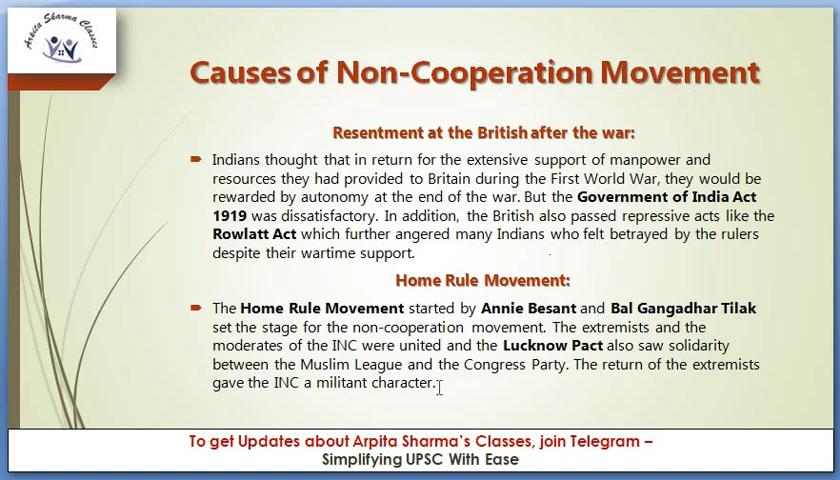 Arpita Sharma Classes
Causes of Non-Cooperation Movement
Resentment at the British after the war:
Indians thought that in return for the extensive support of manpower and
resources they had provided to Britain during the First World War, they would be
rewarded by autonomy at the end of the war. But the Government of India Act
1919 was dissatisfactory. In addition, the British also passed repressive acts like the
Rowlatt Act which further angered many Indians who felt betrayed by the rulers
despite their wartime support.
Home Rule Movement:
The Home Rule Movement started by Annie Besant and Bal Gangadhar Tilak
set the stage for the non-cooperation movement. The extremists and the
moderates of the INC were united and the Lucknow Pact also saw solidarity
between the Muslim League and the Congress Party. The return of the extremists
gave the INC a militant character.
To get Updates about Arpita Sharma's Classes, join Telegram –
Simplifying UPSC With Ease